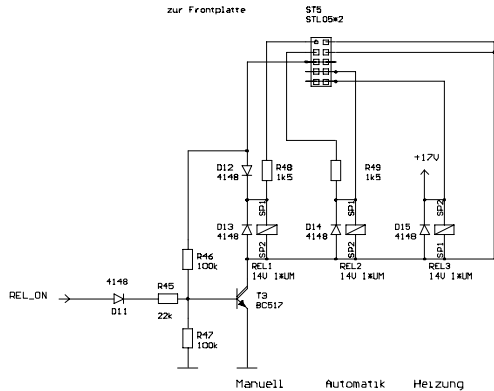 zur Frontplatte
ST5
STL05*2
D12
4148
R48
1k5
R49
1k5
+17V
SP1
SP1
SP2
D13
4148
D14
4148
D15
4148
SP2
SP2
SP1
R46
100k
REL1
14V 1*UM
REL2
14V 1*UM
REL3
14V 1*UM
4148
R45
REL_ON
D11
22k
T3
BC517
R47
100k
Manuell
Automatik
Heizung